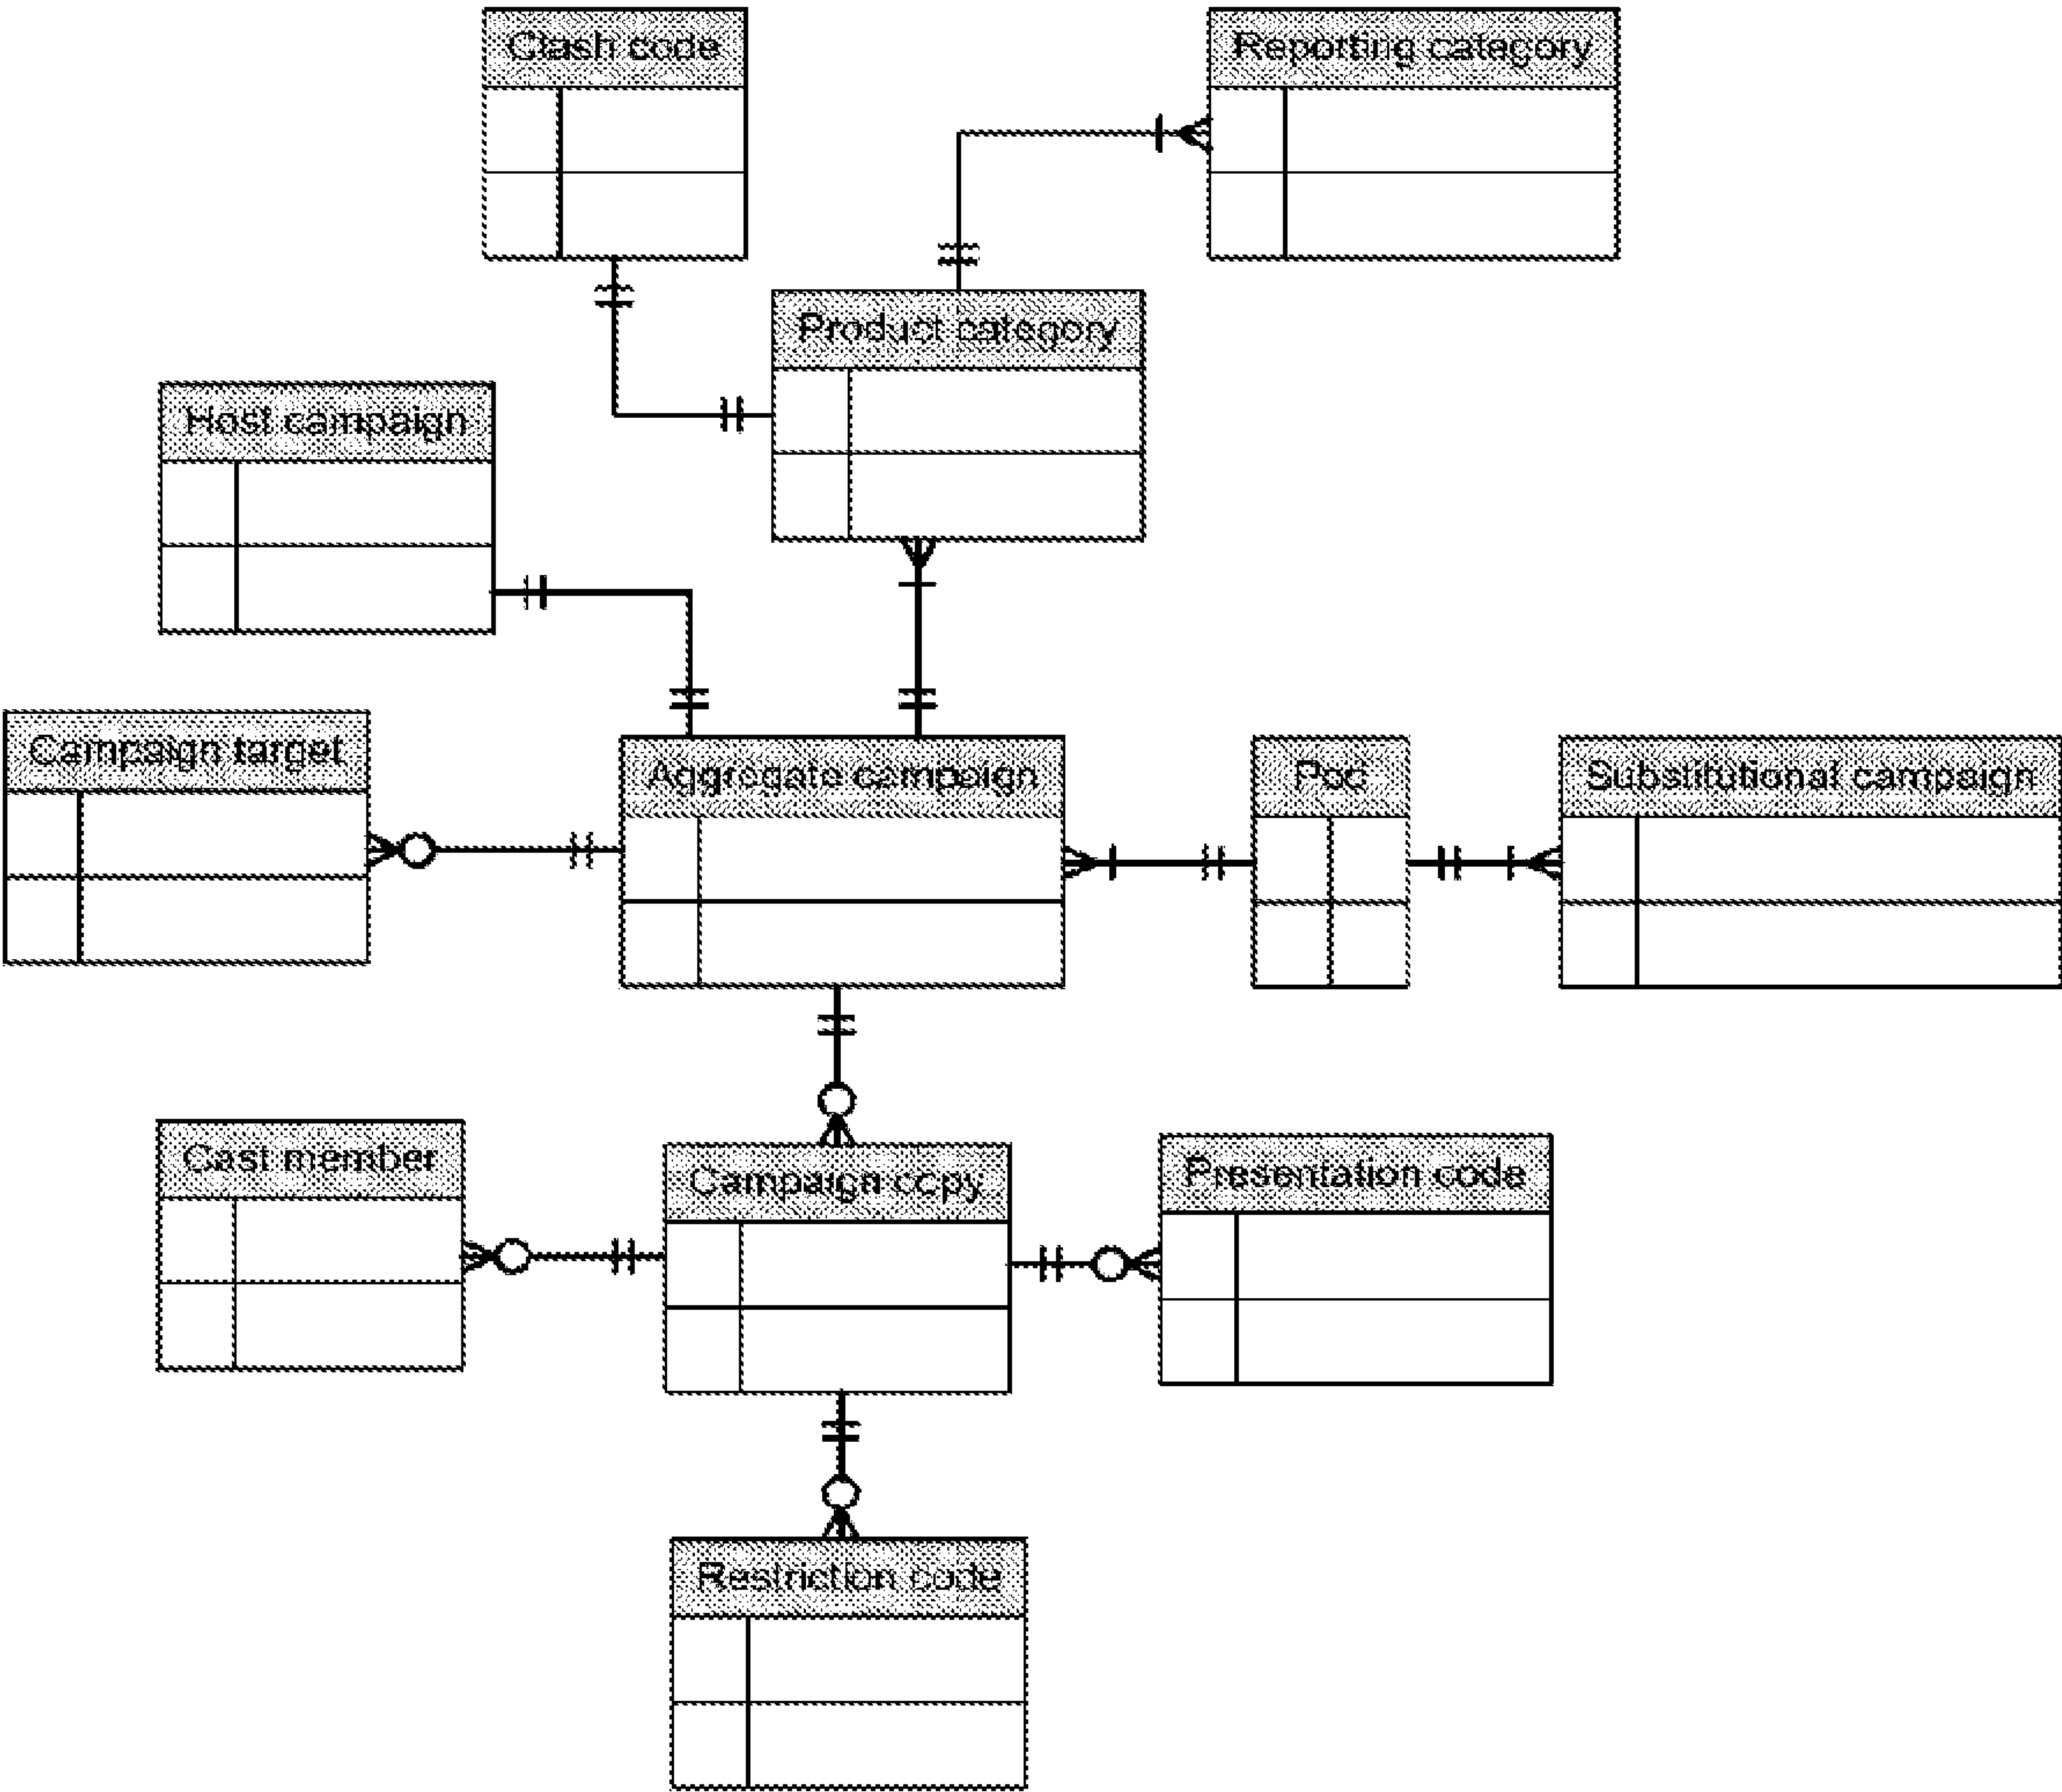 Clash code
Reporting category
Product category
Host campaign
Campaign target
Aggregate campaign
Pod
Substitutional campaign
Cast member
Campaign copy
Presentation code
Restriction code